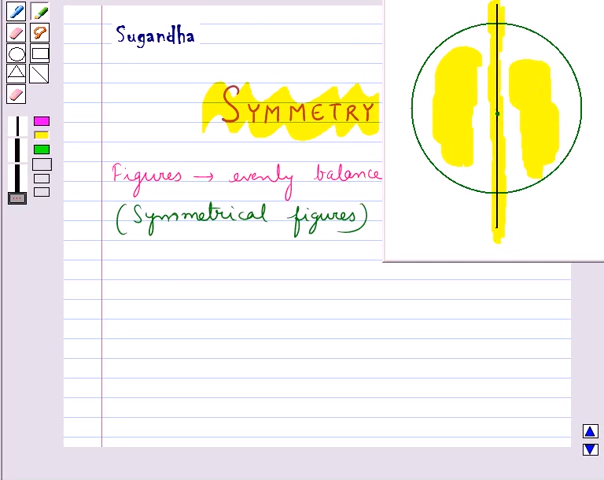 Sugandha
SYMMETRY
Figures → evenly balance
(Symmetrical figures)